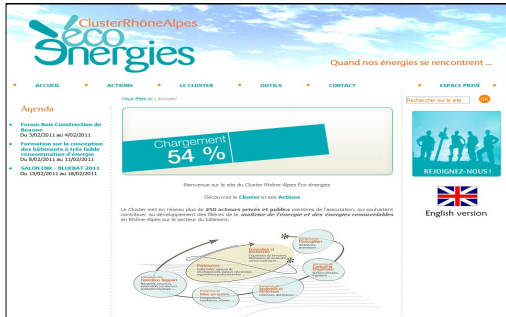 ClusterRhôneAlpes
éco
énergies
Quand nos énergies se rencontrent ...
ACCUEIL
ACTIONS
LE CLUSTER
OUTILS
CONTACT
ESPACE PRIVÉ
Vous êtes ici : Accueil
Agenda
Forum Bois Construction de
Beaune
Du 3/02/2011 au 4/02/2011
Formation sur la conception
des bâtiments à très faible
consommation d'énergie
Du 8/02/2011 au 11/02/2011
SALON ENR - BLUEBAT 2011
Du 15/02/2011 au 18/02/2011
Chargement
54 %
Bienvenue sur le site du Cluster Rhône-Alpes Eco-énergies
Découvrez le Cluster et ses Actions
Le Cluster met en réseau plus de 250 acteurs privés et publics membres de l'association, qui souhaitent
contribuer au développement des filières de la maîtrise de l'énergie et des énergies renouvelables
en Rhône-Alpes sur le secteur du bâtiment.
Rechercher sur le site
OK
REJOIGNEZ-NOUS !
English version